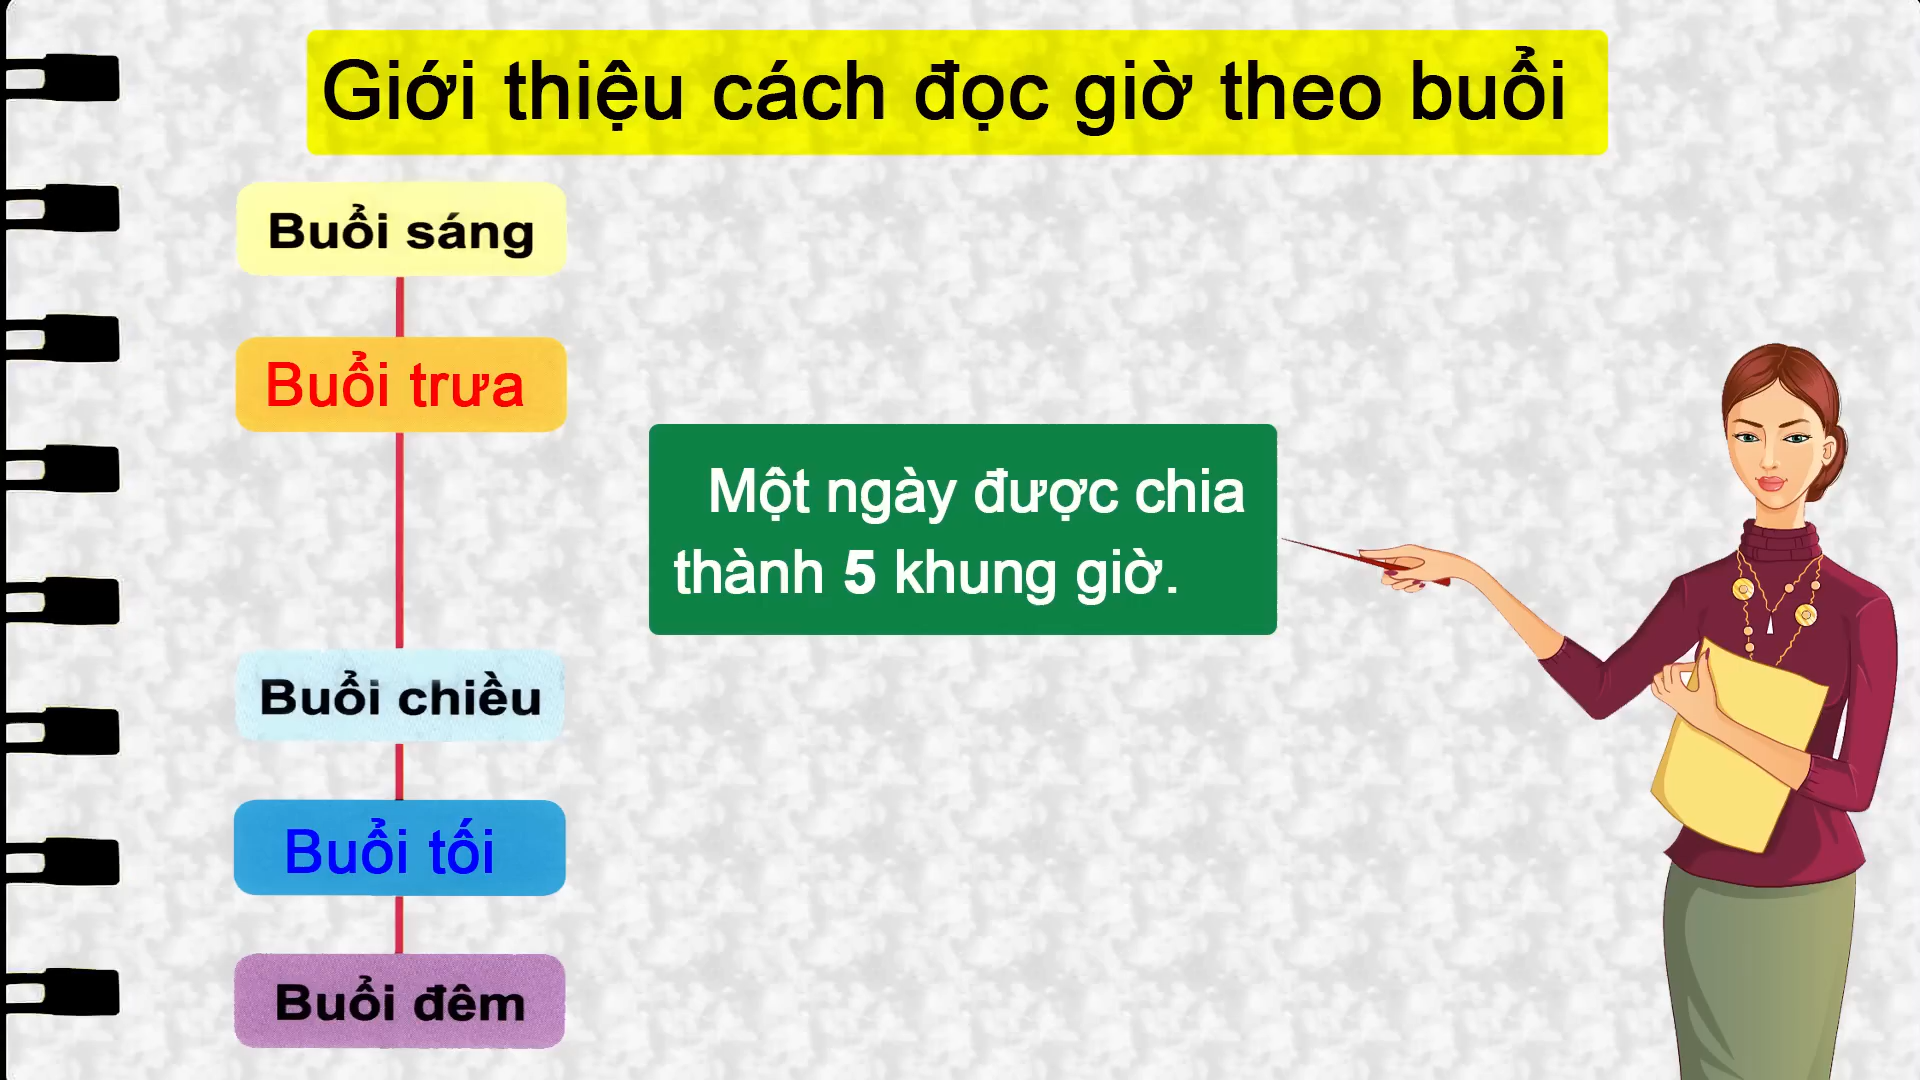 Giới thiệu cách đọc giờ theo buổi
Buổi sáng
Buổi trưa
Một ngày được chia
thành 5 khung giờ.
Buổi chiều
Buổi tối
Buổi đêm